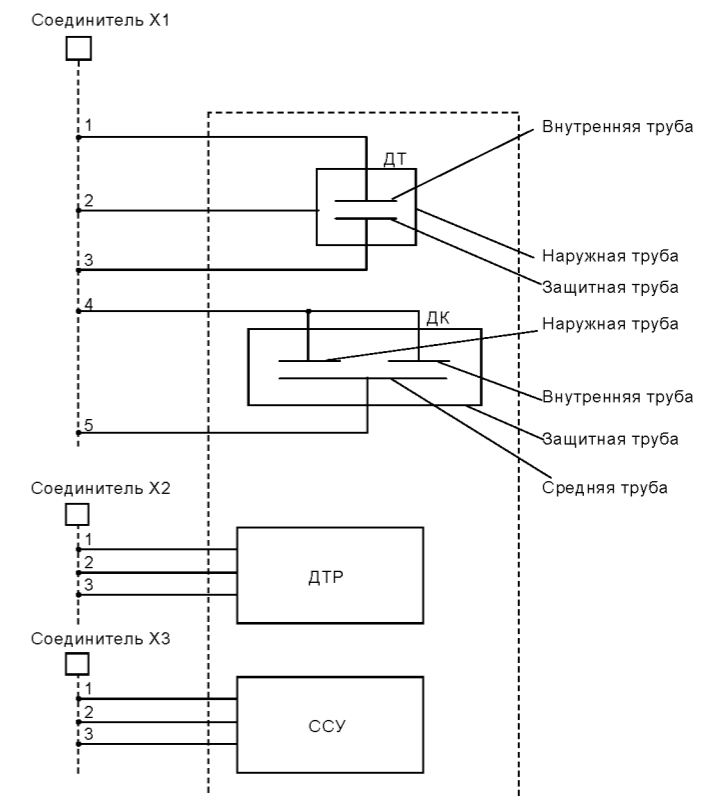 Соединитель X1
1
Внутренняя труба
ДТ
2
Наружная труба
3
Защитная труба
4
ДК
Наружная труба
Внутренняя труба
5
Защитная труба
Средняя труба
Соединитель X2
1
2
3
ДТР
Соединитель X3
1
2
3
ССУ